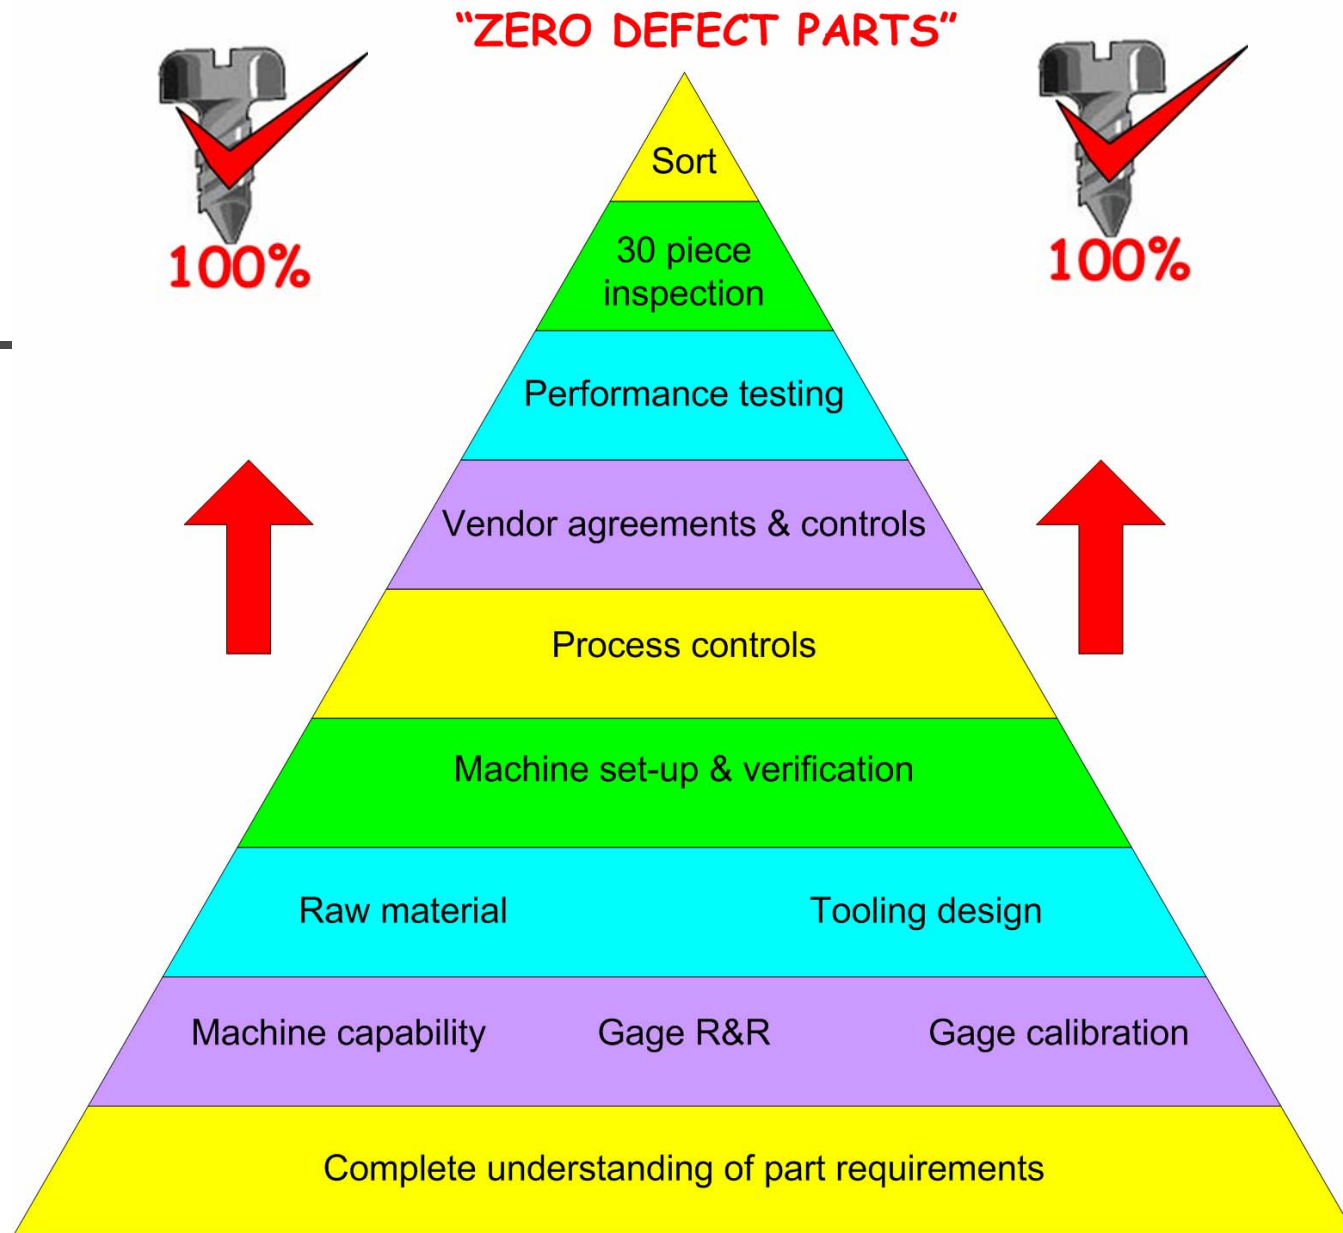 “ZERO DEFECT PARTS”
100%
100%
Sort
30 piece
inspection
Performance testing
Vendor agreements & controls
Process controls
Machine set-up & verification
Raw material
Tooling design
Machine capability
Gage R&R
Gage calibration
Complete understanding of part requirements